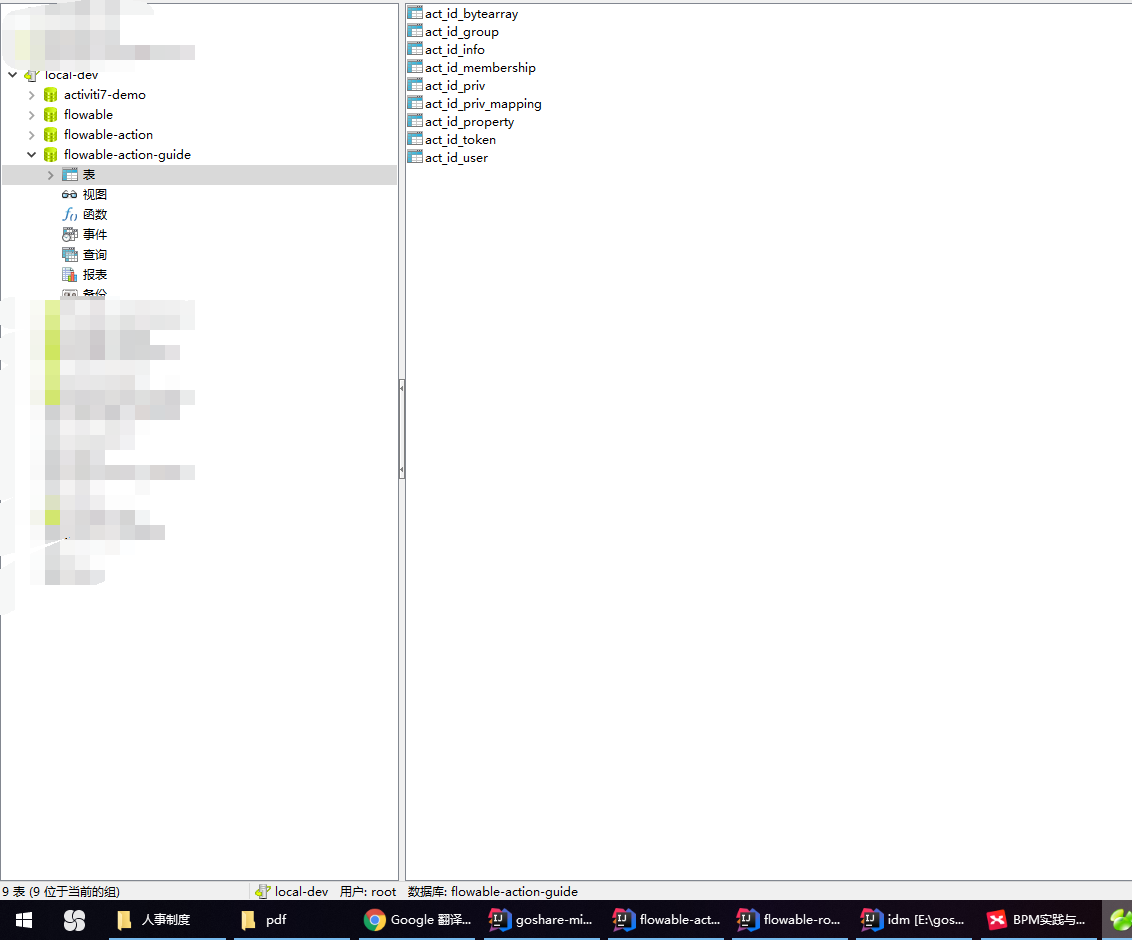 local-dev
activiti7-demo
flowable
flowable-action
flowable-action-guide
表
视图
函数
事件
查询
报表
备份
act_id_bytearray
act_id_group
act_id_info
act_id_membership
act_id_priv
act_id_priv_mapping
act_id_property
act_id_token
act_id_user
9 表 (9 位于当前的组)
local-dev 用户: root 数据库: flowable-action-guide
人事制度 pdf Google 翻译... goshare-mi... flowable-act... flowable-ro... idm [E:\gos... BPM实践与...